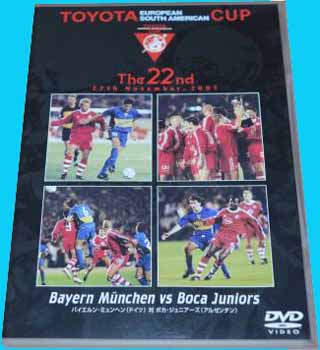 TOYOTA EUROPEAN SOUTH AMERICAN CUP
The 22nd
27th November, 2001
Bayern München vs Boca Juniors
バイエルン・ミュンヘン(ドイツ) 対 ボカ・ジュニアーズ(アルゼンチン)
DVD
VIDEO